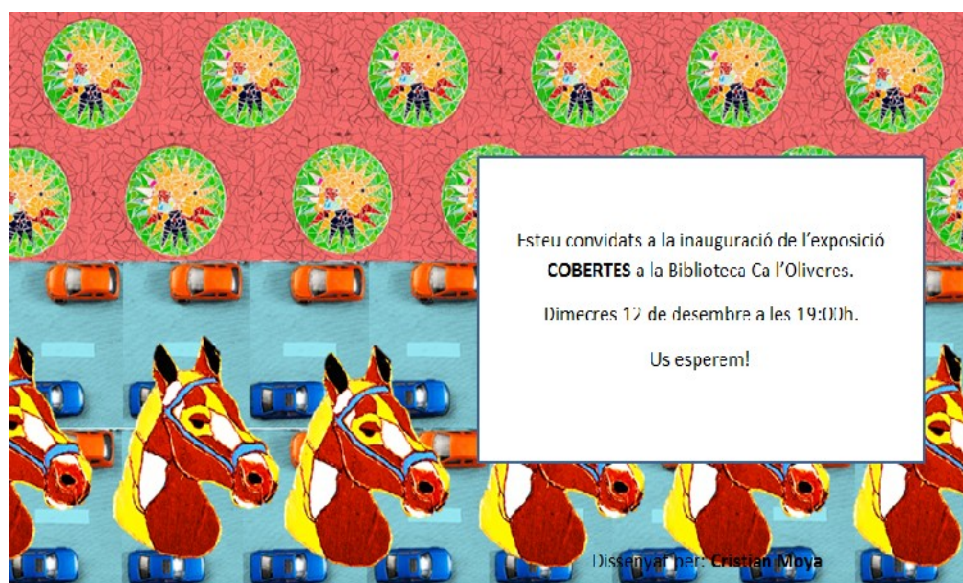 Esteu convidats a la inauguració de l'exposició
COBERTES a la Biblioteca Ca l'Oliveres.
Dimecres 12 de desembre a les 19:00h.
Us esperem!
Dissenyat per: Cristian Moya